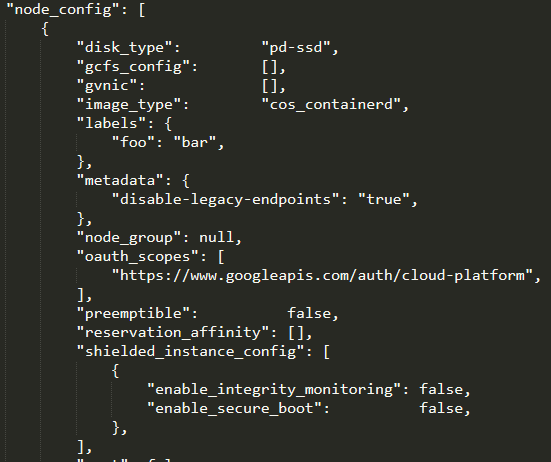 "node_config": [
{
"disk_type": "pd-ssd",
"gcfs_config": [],
"gvnic": [],
"image_type": "cos_containerd",
"labels": {
"foo": "bar",
},
"metadata": {
"disable-legacy-endpoints": "true",
},
"node_group": null,
"oauth_scopes": [
"https://www.googleapis.com/auth/cloud-platform",
],
"preemptible": false,
"reservation_affinity": [],
"shielded_instance_config": [
{
"enable_integrity_monitoring": false,
"enable_secure_boot": false,
},
],